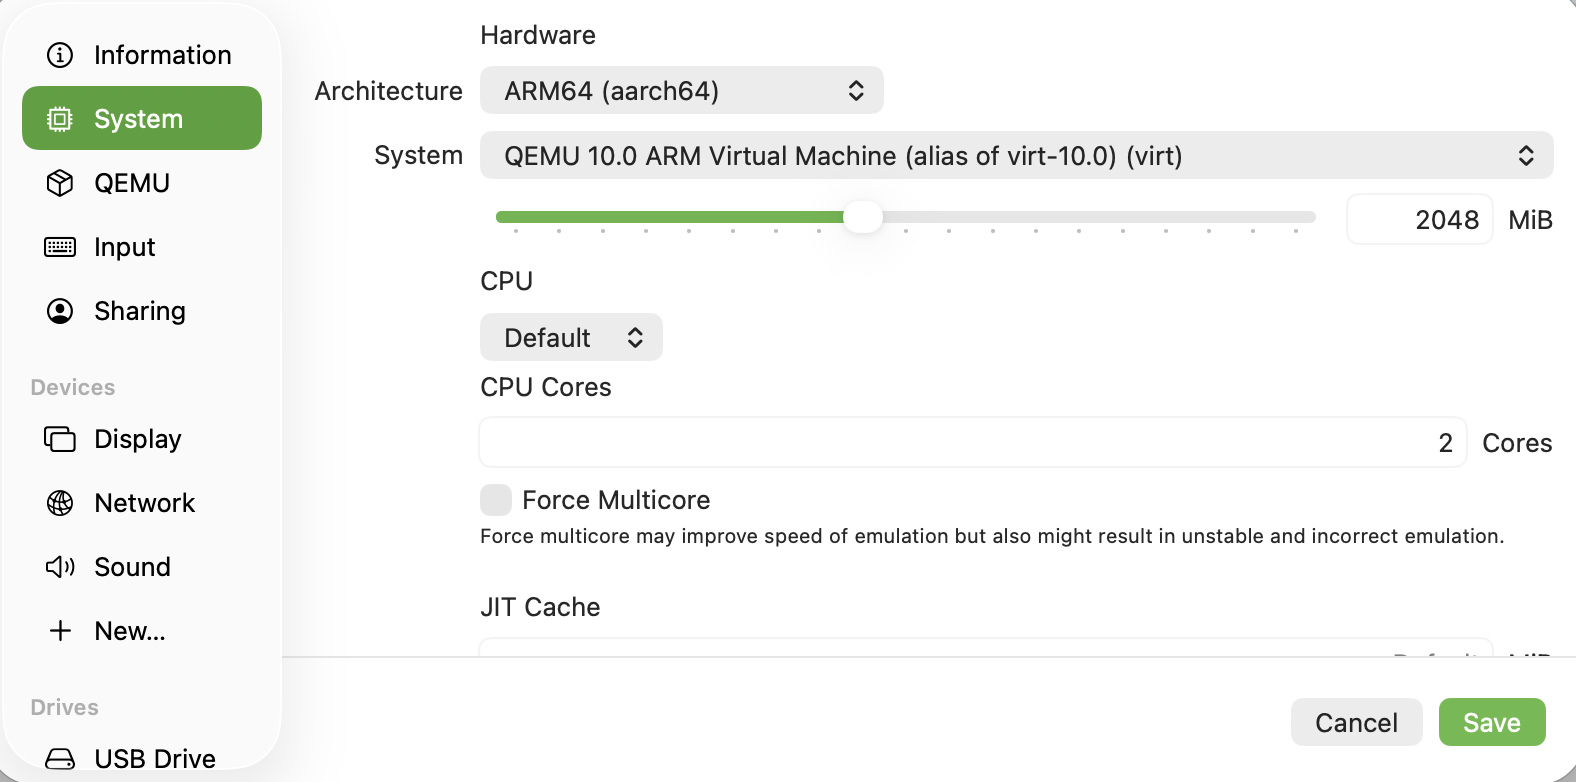 Information
System
QEMU
Input
Sharing
Devices
Display
Network
Sound
New...
Drives
USB Drive
Hardware
Architecture ARM64 (aarch64)
System QEMU 10.0 ARM Virtual Machine (alias of virt-10.0) (virt)
2048 MiB
CPU
Default
CPU Cores
2 Cores
Force Multicore
Force multicore may improve speed of emulation but also might result in unstable and incorrect emulation.
JIT Cache
Cancel Save